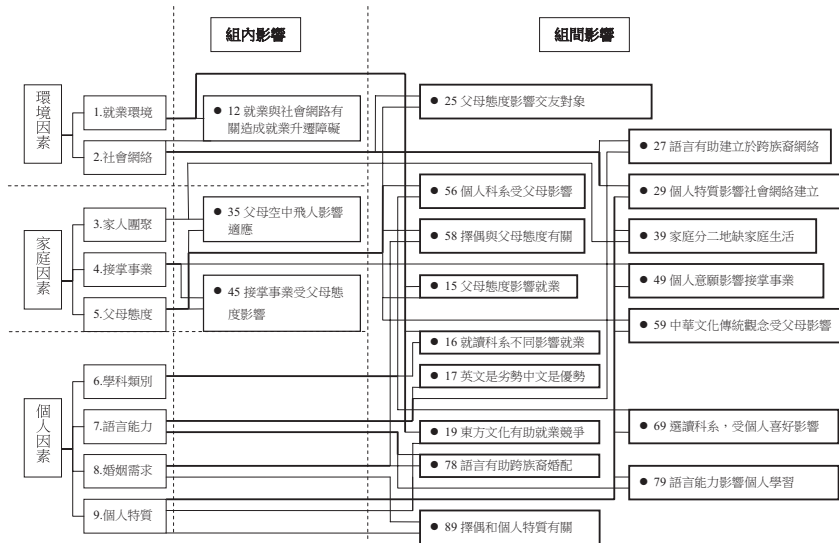 組內影響
組間影響
環境因素
1.就業環境
2.社會網絡
● 12 就業與社會網路有
關造成就業升遷障礙
● 25 父母態度影響交友對象
● 27 語言有助建立於跨族裔網絡
● 56 個人科系受父母影響
● 29 個人特質影響社會網絡建立
家庭因素
3.家人團聚
4.接掌事業
5.父母態度
● 35 父母空中飛人影響
適應
● 58 擇偶與父母態度有關
● 39 家庭分二地缺家庭生活
● 45 接掌事業受父母態
度影響
● 15 父母態度影響就業
● 49 個人意願影響接掌事業
● 59 中華文化傳統觀念受父母影響
● 16 就讀科系不同影響就業
個人因素
6.學科類別
7.語言能力
8.婚姻需求
9.個人特質
● 17 英文是劣勢中文是優勢
● 19 東方文化有助就業競爭
● 69 選讀科系，受個人喜好影響
● 78 語言有助跨族裔婚配
● 79 語言能力影響個人學習
● 89 擇偶和個人特質有關